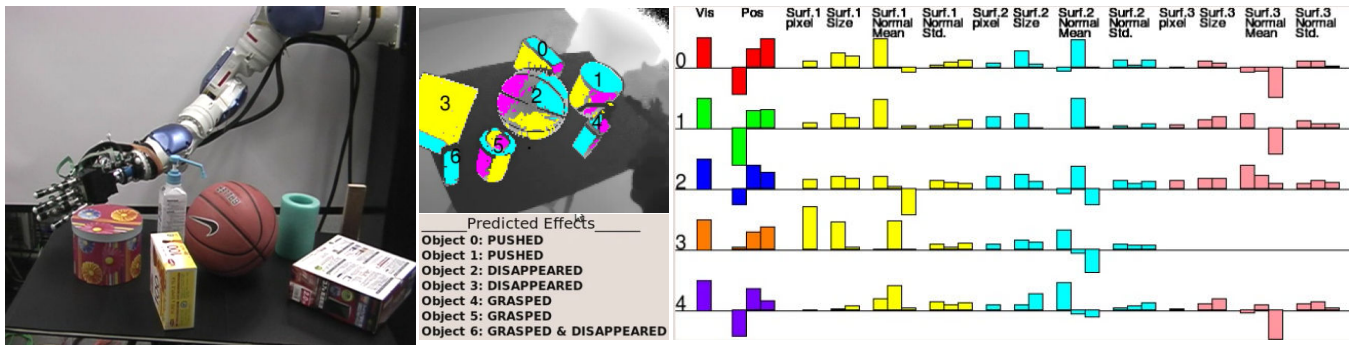 0
1
2
3
4
5
6
Predicted Effects
Object 0: PUSHED
Object 1: PUSHED
Object 2: DISAPPEARED
Object 3: DISAPPEARED
Object 4: GRASPED
Object 5: GRASPED
Object 6: GRASPED & DISAPPEARED
Vis Pos Surf.1 pixel Surf.1 Size Surf.1 Normal Mean Surf.1 Normal Std. Surf.2 pixel Surf.2 Size Surf.2 Normal Mean Surf.2 Normal Std. Surf.3 pixel Surf.3 Size Surf.3 Normal Mean Surf.3 Normal Std.
0
1
2
3
4